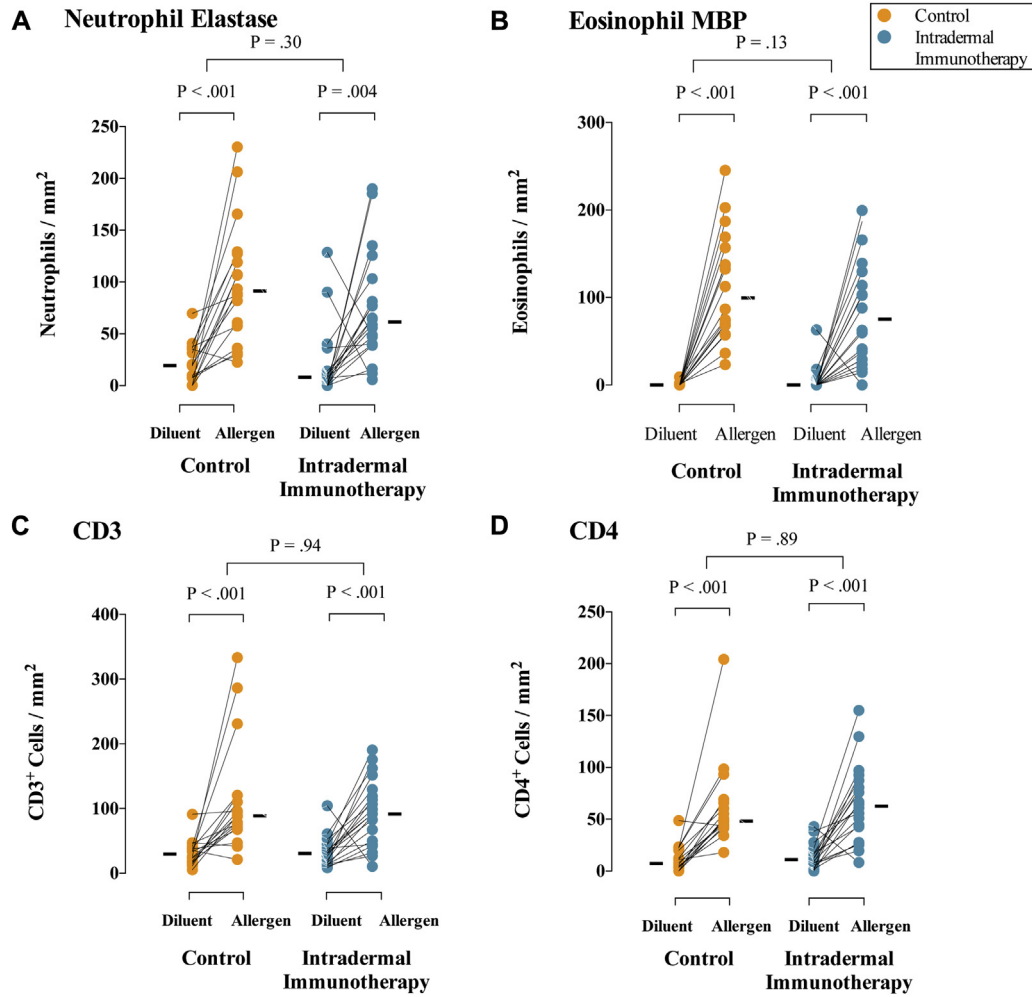 A Neutrophil Elastase
P = .30
P < .001
P = .004
250
200
150
100
50
0
Neutrophils / mm²
Diluent Allergen Diluent Allergen
Control Intradermal
Immunotherapy
B Eosinophil MBP
Control
Intradermal
Immunotherapy
P = .13
P < .001
P < .001
300
200
100
0
Eosinophils / mm²
Diluent Allergen Diluent Allergen
Control Intradermal
Immunotherapy
C CD3
P = .94
P < .001
P < .001
400
300
200
100
0
CD3⁺ Cells / mm²
Diluent Allergen Diluent Allergen
Control Intradermal
Immunotherapy
D CD4
P = .89
P < .001
P < .001
250
200
150
100
50
0
CD4⁺ Cells / mm²
Diluent Allergen Diluent Allergen
Control Intradermal
Immunotherapy